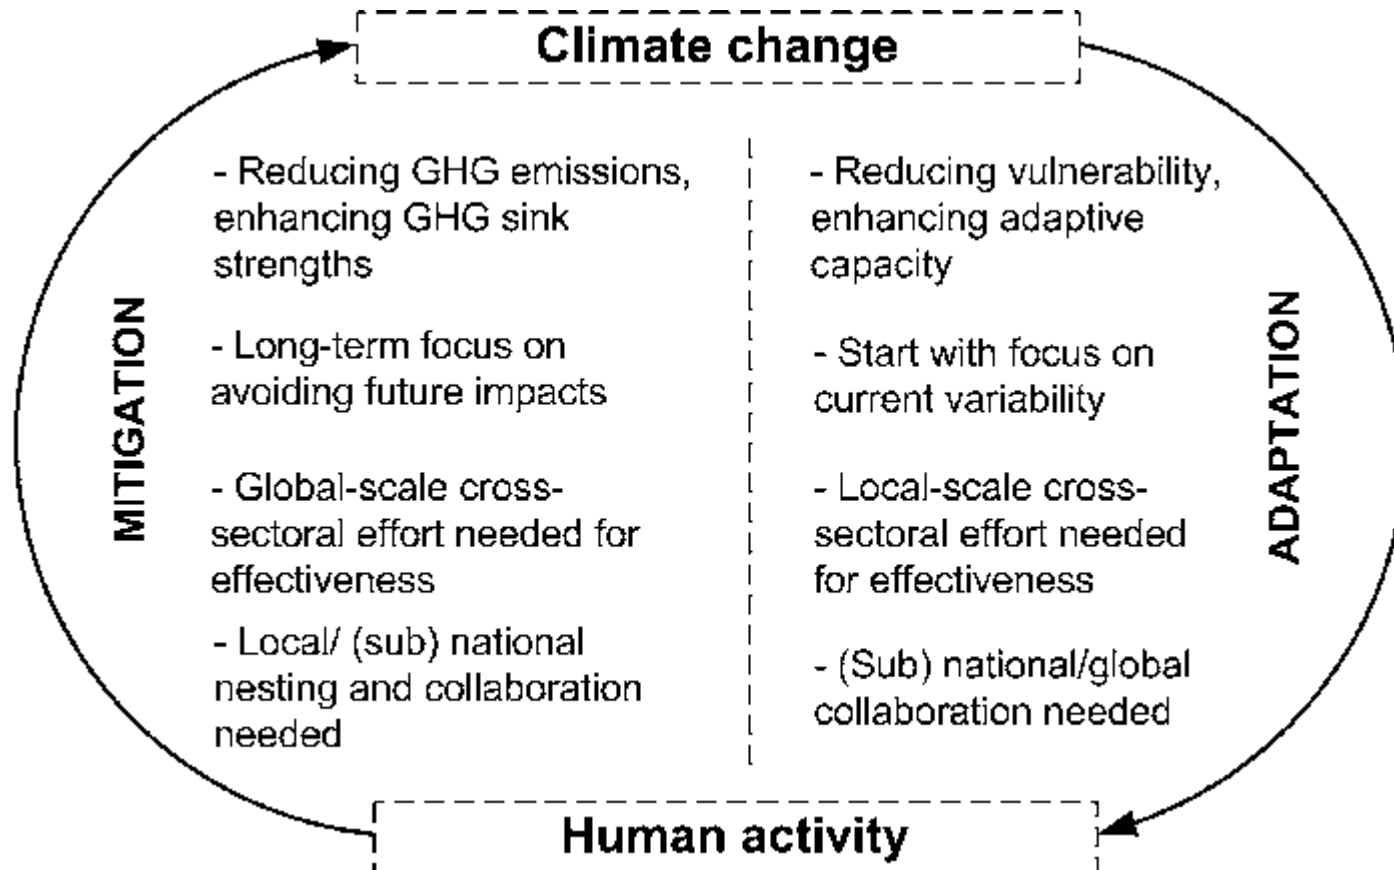 Climate change
MITIGATION
- Reducing GHG emissions,
enhancing GHG sink
strengths
- Long-term focus on
avoiding future impacts
- Global-scale cross-
sectoral effort needed for
effectiveness
- Local/ (sub) national
nesting and collaboration
needed
- Reducing vulnerability,
enhancing adaptive
capacity
- Start with focus on
current variability
- Local-scale cross-
sectoral effort needed
for effectiveness
- (Sub) national/global
collaboration needed
ADAPTATION
Human activity